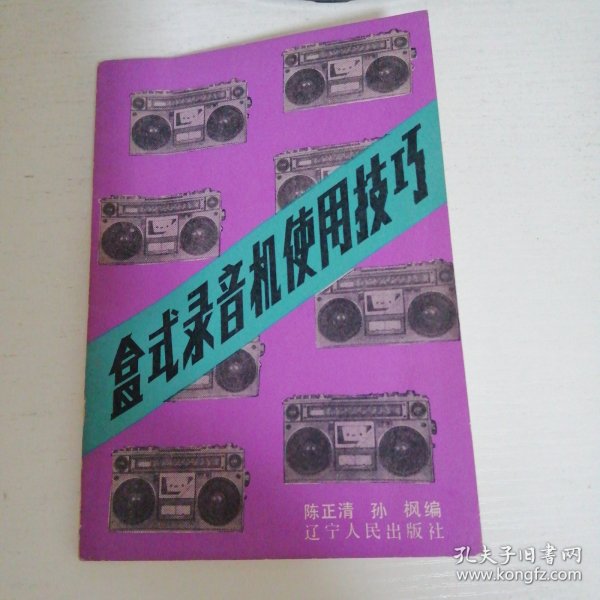 盒式录音机使用技巧
陈正清 孙 枫编
辽宁人民出版社
孔夫子旧书网
www.kongfz.com